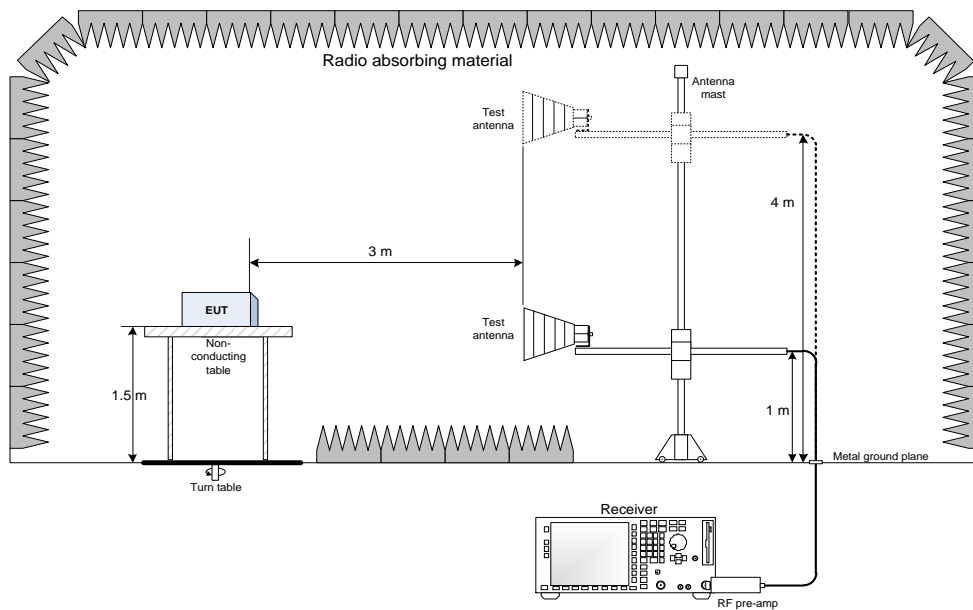 Radio absorbing material
Antenna
mast
Test
antenna
4 m
3 m
EUT
Non-
conducting
table
Test
antenna
1.5 m
1 m
Metal ground plane
Turn table
Receiver
RF pre-amp